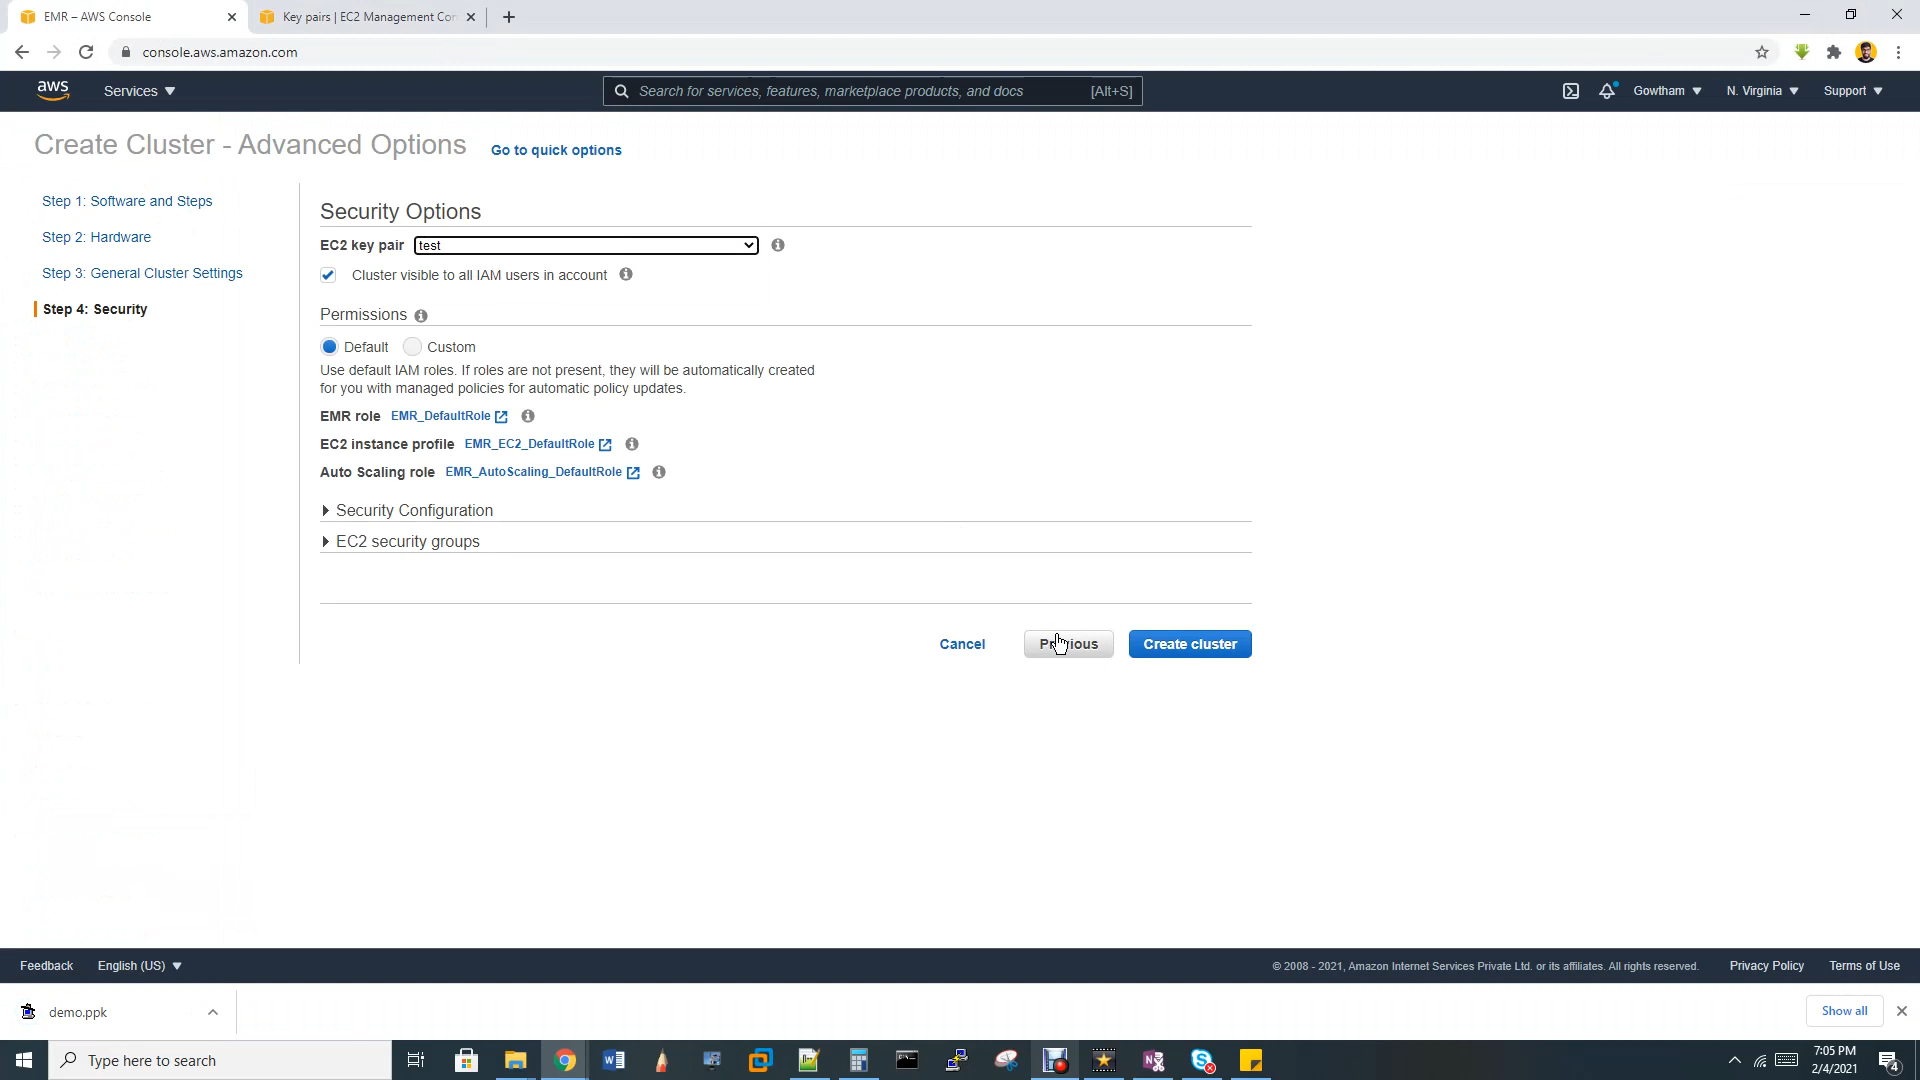 EMR – AWS Console
Key pairs | EC2 Management Con
console.aws.amazon.com
aws
Services
Search for services, features, marketplace products, and docs
[Alt+S]
Gowtham
N. Virginia
Support
Create Cluster - Advanced Options
Go to quick options
Step 1: Software and Steps
Step 2: Hardware
Step 3: General Cluster Settings
Step 4: Security
Security Options
EC2 key pair
test
Cluster visible to all IAM users in account
Permissions
Default
Custom
Use default IAM roles. If roles are not present, they will be automatically created
for you with managed policies for automatic policy updates.
EMR role EMR_DefaultRole
EC2 instance profile EMR_EC2_DefaultRole
Auto Scaling role EMR_AutoScaling_DefaultRole
Security Configuration
EC2 security groups
Cancel
Previous
Create cluster
Feedback
English (US)
© 2008 - 2021, Amazon Internet Services Private Ltd. or its affiliates. All rights reserved.
Privacy Policy
Terms of Use
demo.ppk
Show all
Type here to search
7:05 PM
2/4/2021
4